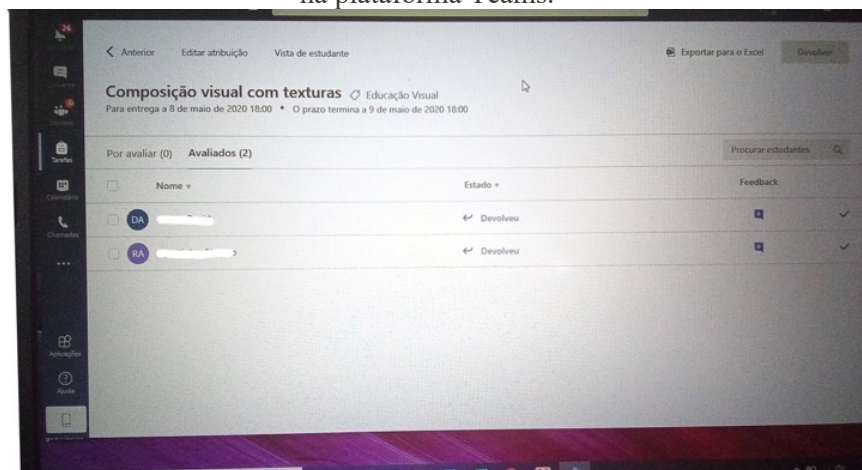 na plataforma Teams.
26
Anterior Editar atribuição Vista de estudante Exportar para o Excel Devolver
Composição visual com texturas Educação Visual
Para entrega a 8 de maio de 2020 18:00 • O prazo termina a 9 de maio de 2020 18:00
Tarefas
Por avaliar (0) Avaliados (2) Procurar estudantes
Calendário
Nome Estado Feedback
DA Devolveu
Chamadas
RA Devolveu
Aplicações
Ajuda